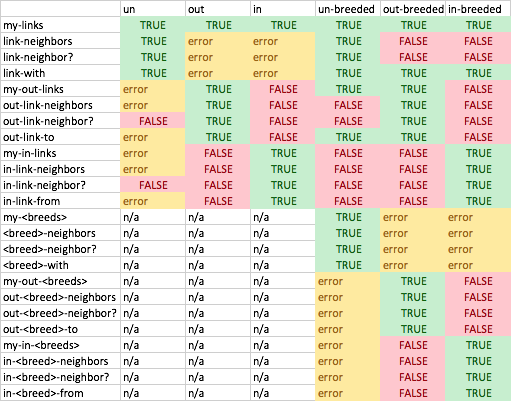 un out in un-breeded out-breeded in-breeded
my-links TRUE TRUE TRUE TRUE TRUE TRUE
link-neighbors TRUE error error TRUE FALSE FALSE
link-neighbor? TRUE error error TRUE FALSE FALSE
link-with TRUE error error TRUE TRUE TRUE
my-out-links error TRUE FALSE TRUE TRUE FALSE
out-link-neighbors error TRUE FALSE FALSE TRUE FALSE
out-link-neighbor? FALSE TRUE FALSE FALSE TRUE FALSE
out-link-to error TRUE FALSE TRUE TRUE FALSE
my-in-links error FALSE TRUE FALSE FALSE TRUE
in-link-neighbors error FALSE TRUE FALSE FALSE TRUE
in-link-neighbor? FALSE FALSE TRUE FALSE FALSE TRUE
in-link-from error FALSE TRUE FALSE FALSE TRUE
my-<breeds> n/a n/a n/a TRUE error error
<breed>-neighbors n/a n/a n/a TRUE error error
<breed>-neighbor? n/a n/a n/a TRUE error error
<breed>-with n/a n/a n/a TRUE error error
my-out-<breeds> n/a n/a n/a error TRUE FALSE
out-<breed>-neighbors n/a n/a n/a error TRUE FALSE
out-<breed>-neighbor? n/a n/a n/a error TRUE FALSE
out-<breed>-to n/a n/a n/a error TRUE FALSE
my-in-<breeds> n/a n/a n/a error FALSE TRUE
in-<breed>-neighbors n/a n/a n/a error FALSE TRUE
in-<breed>-neighbor? n/a n/a n/a error FALSE TRUE
in-<breed>-from n/a n/a n/a error FALSE TRUE